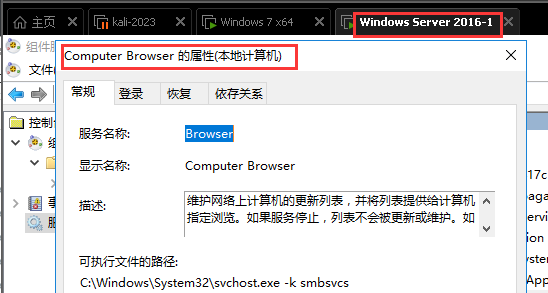 主页 kali-2023 Windows 7 x64 Windows Server 2016-1
组件服
Computer Browser 的属性(本地计算机)
文件(
常规 登录 恢复 依存关系
控制台
服务名称: Browser
显示名称: Computer Browser
描述: 维护网络上计算机的更新列表，并将列表提供给计算机
指定浏览。如果服务停止，列表不会被更新或维护。如
可执行文件的路径:
C:\Windows\System32\svchost.exe -k smbsvcs